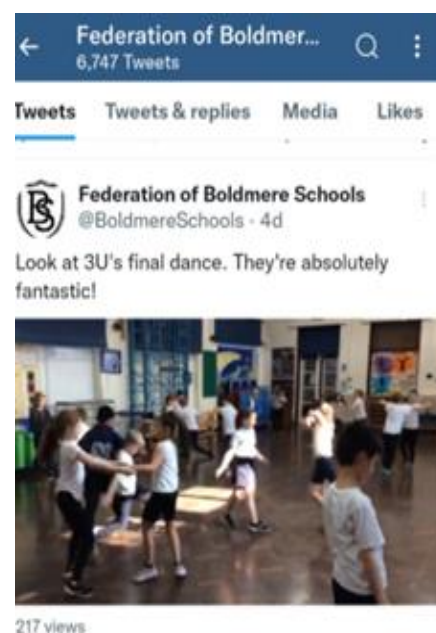 Federation of Boldmer...
6,747 Tweets
Tweets
Tweets & replies
Media
Likes
Federation of Boldmere Schools
@BoldmereSchools · 4d
Look at 3U's final dance. They're absolutely
fantastic!
217 views